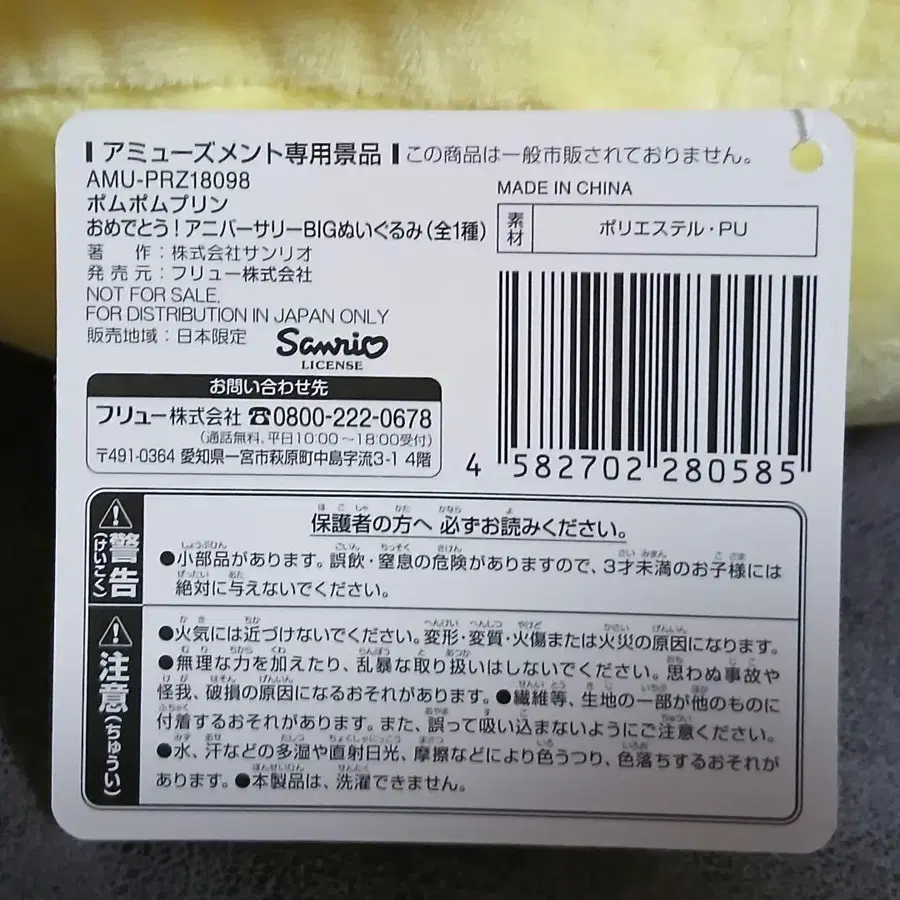 アミューズメント専用景品 この商品は一般市販されておりません。
AMU-PRZ18098
ポムポムプリン
おめでとう!アニバーサリーBIGぬいぐるみ(全1種)
著 作:株式会社サンリオ
発売元:フリュー株式会社
NOT FOR SALE.
FOR DISTRIBUTION IN JAPAN ONLY
販売地域:日本限定
Sanrio
LICENSE
MADE IN CHINA
素材 ポリエステル・PU
4 582702 280585
お問い合わせ先
フリュー株式会社 ☎0800-222-0678
(通話無料、平日10:00～18:00受付)
〒491-0364 愛知県一宮市萩原町中島字流3-1 4階
警告(けいこく)
保護者の方へ 必ずお読みください。
●小部品があります。誤飲・窒息の危険がありますので、3才未満のお子様には
絶対に与えないでください。
注意(ちゅうい)
●火気には近づけないでください。変形・変質・火傷または火災の原因になります。
●無理な力を加えたり、乱暴な取り扱いはしないでください。思わぬ事故や
怪我、破損の原因になるおそれがあります。●繊維等、生地の一部が他のものに
付着するおそれがあります。また、誤って吸い込まないようにご注意ください。
●水、汗などの多湿や直射日光、摩擦などにより色うつり、色落ちするおそれが
あります。●本製品は、洗濯できません。